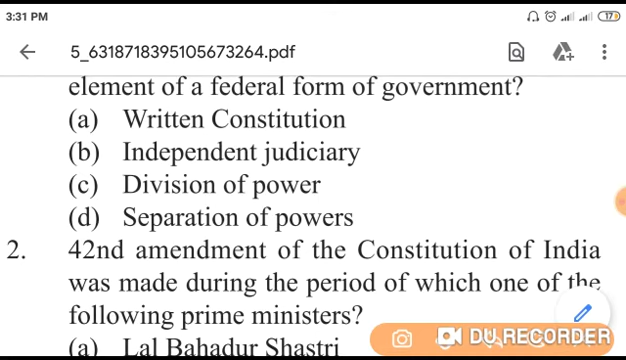 3:31 PM
17
5_6318718395105673264.pdf
element of a federal form of government?
(a) Written Constitution
(b) Independent judiciary
(c) Division of power
(d) Separation of powers
2. 42nd amendment of the Constitution of India
was made during the period of which one of the
following prime ministers?
(a) Lal Bahadur Shastri
DU RECORDER